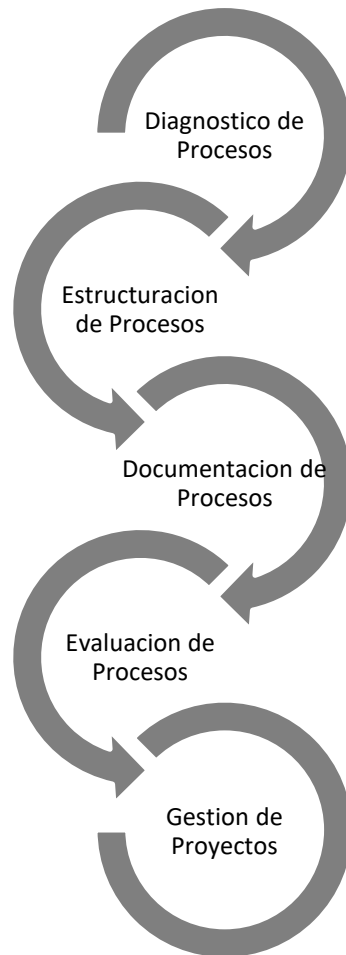 Diagnostico de
Procesos
Estructuracion
de Procesos
Documentacion de
Procesos
Evaluacion de
Procesos
Gestion de
Proyectos